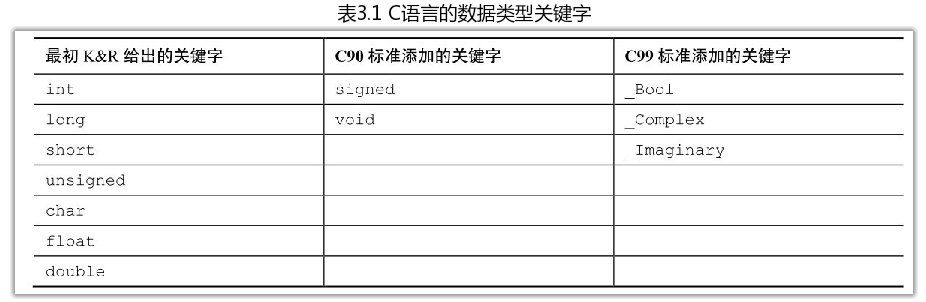 表3.1 C语言的数据类型关键字
最初 K&R 给出的关键字 C90 标准添加的关键字 C99 标准添加的关键字
int signed _Bool
long void _Complex
short _Imaginary
unsigned
char
float
double